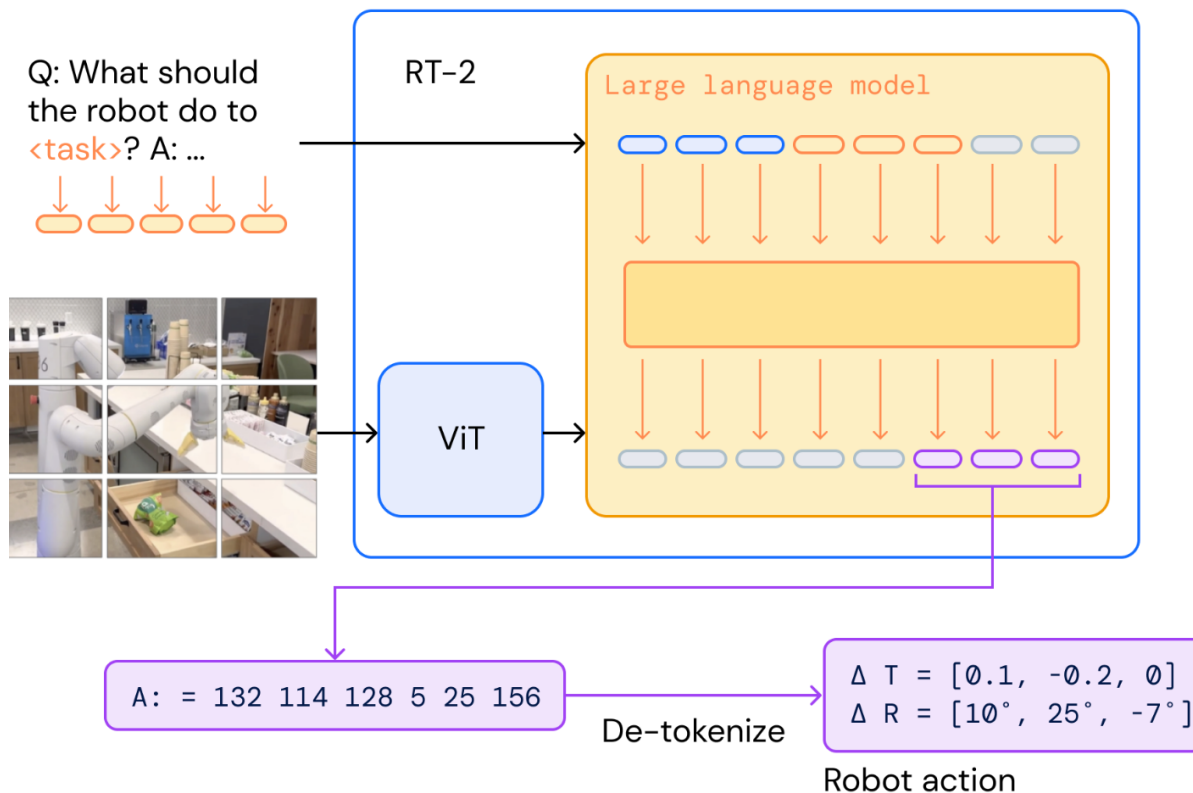 Q: What should
the robot do to
<task>? A: ...
RT-2
Large language model
ViT
A: = 132 114 128 5 25 156
De-tokenize
Δ T = [0.1, -0.2, 0]
Δ R = [10°, 25°, -7°]
Robot action
6